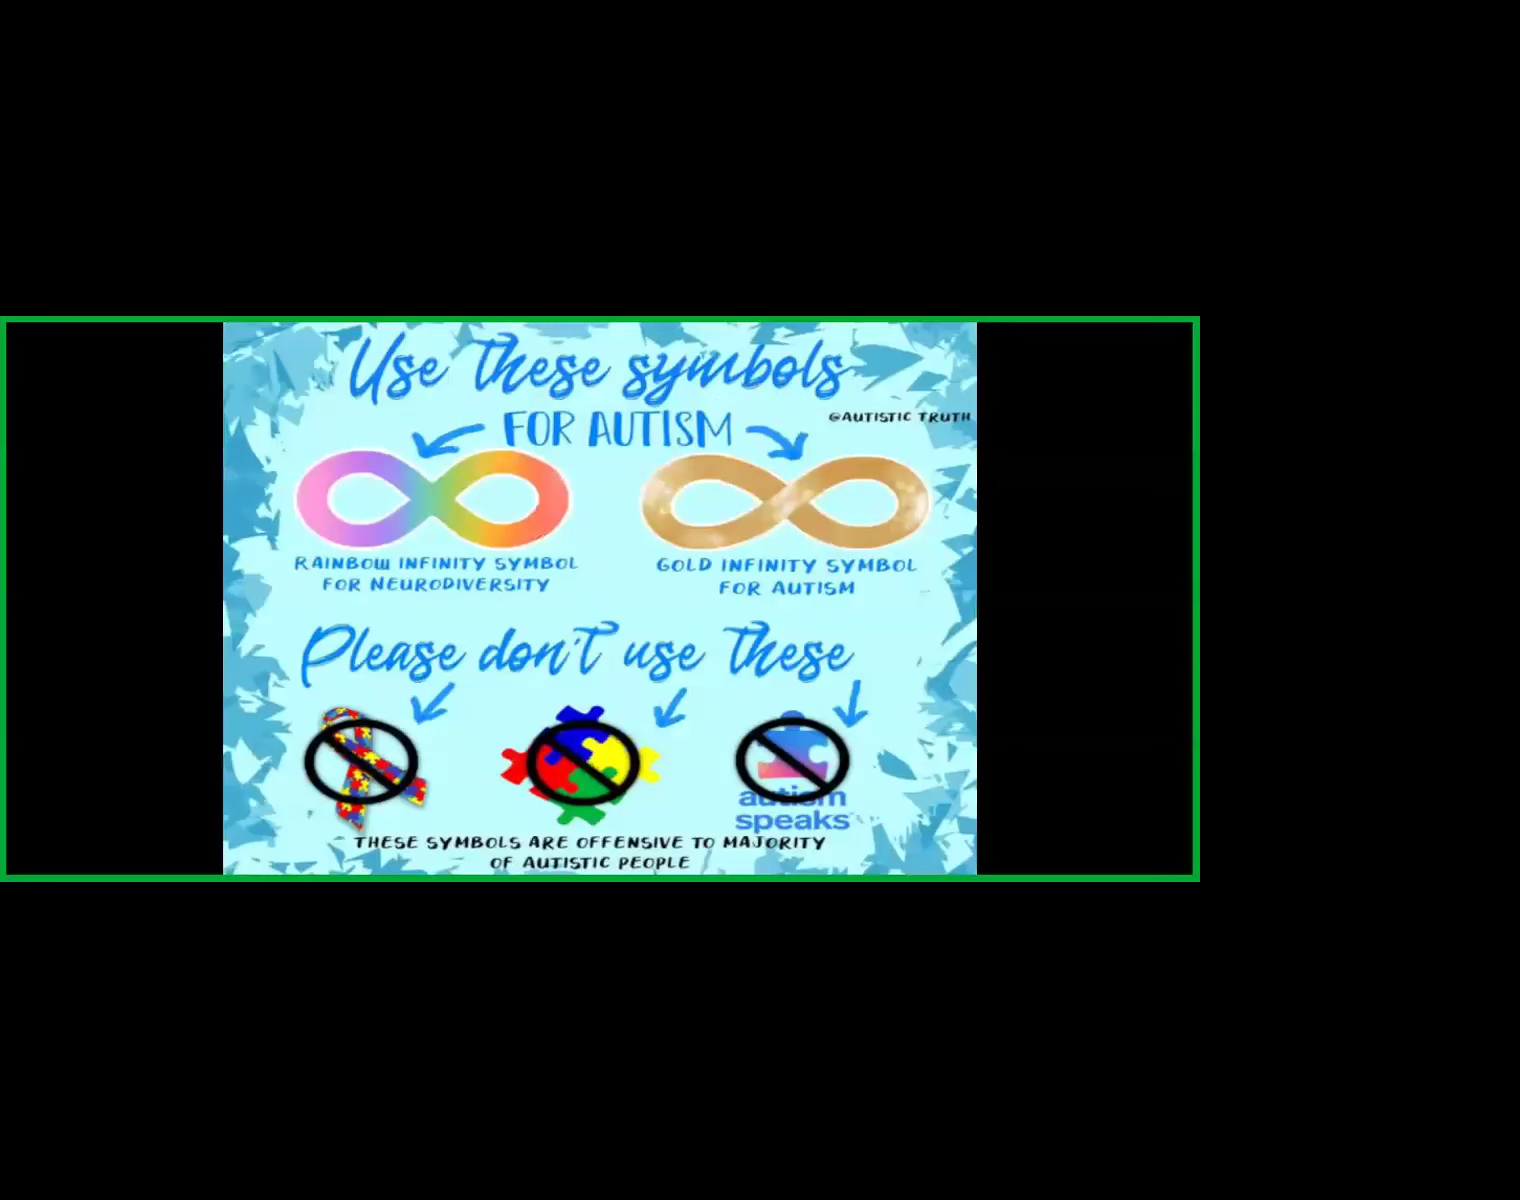 Use these symbols
FOR AUTISM
@AUTISTIC TRUTH
RAINBOW INFINITY SYMBOL
FOR NEURODIVERSITY
GOLD INFINITY SYMBOL
FOR AUTISM
Please don't use these
autism
speaks
THESE SYMBOLS ARE OFFENSIVE TO MAJORITY
OF AUTISTIC PEOPLE